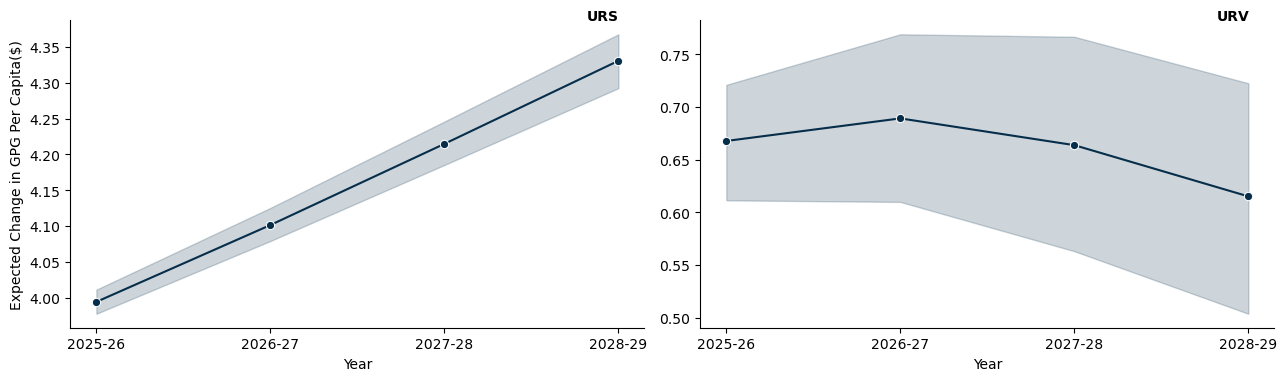 URS
Expected Change in GPG Per Capita($)
4.35
4.30
4.25
4.20
4.15
4.10
4.05
4.00
2025-26 2026-27 2027-28 2028-29
Year
URV
0.75
0.70
0.65
0.60
0.55
0.50
2025-26 2026-27 2027-28 2028-29
Year